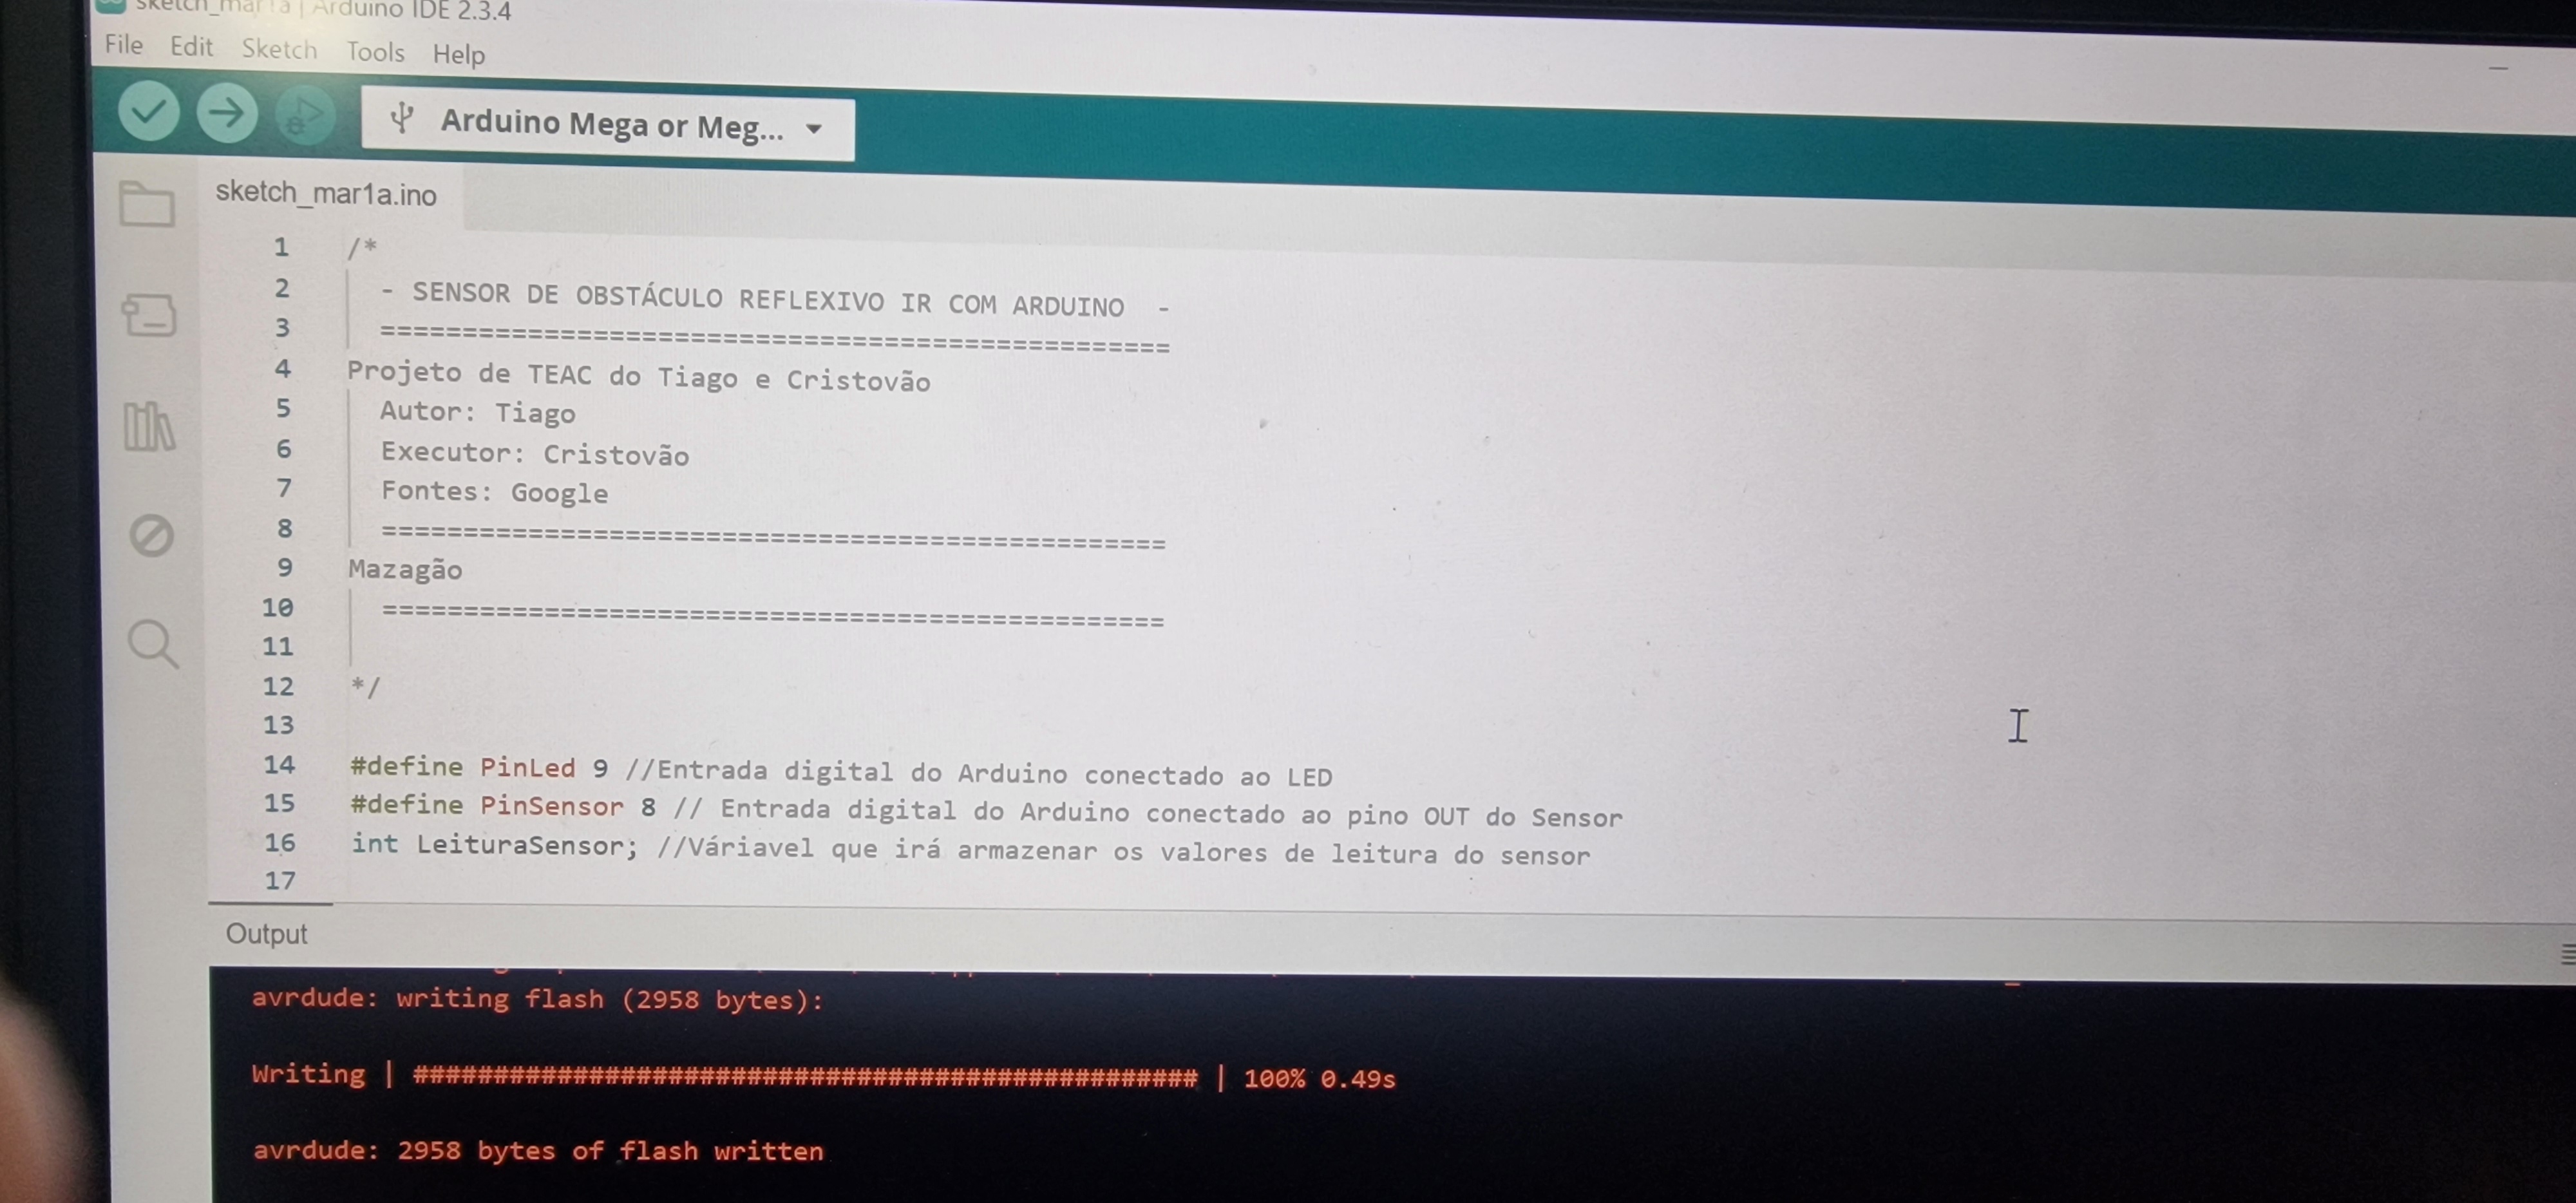 sketch_mar1a | Arduino IDE 2.3.4
File Edit Sketch Tools Help
Arduino Mega or Meg...
sketch_mar1a.ino
1 /*
2 - SENSOR DE OBSTÁCULO REFLEXIVO IR COM ARDUINO -
3 ================================================
4 Projeto de TEAC do Tiago e Cristovão
5 Autor: Tiago
6 Executor: Cristovão
7 Fontes: Google
8 ================================================
9 Mazagão
10 ================================================
11
12 */
13
14 #define PinLed 9 //Entrada digital do Arduino conectado ao LED
15 #define PinSensor 8 // Entrada digital do Arduino conectado ao pino OUT do Sensor
16 int LeituraSensor; //Váriavel que irá armazenar os valores de leitura do sensor
17
Output
avrdude: writing flash (2958 bytes):
Writing | ################################################## | 100% 0.49s
avrdude: 2958 bytes of flash written